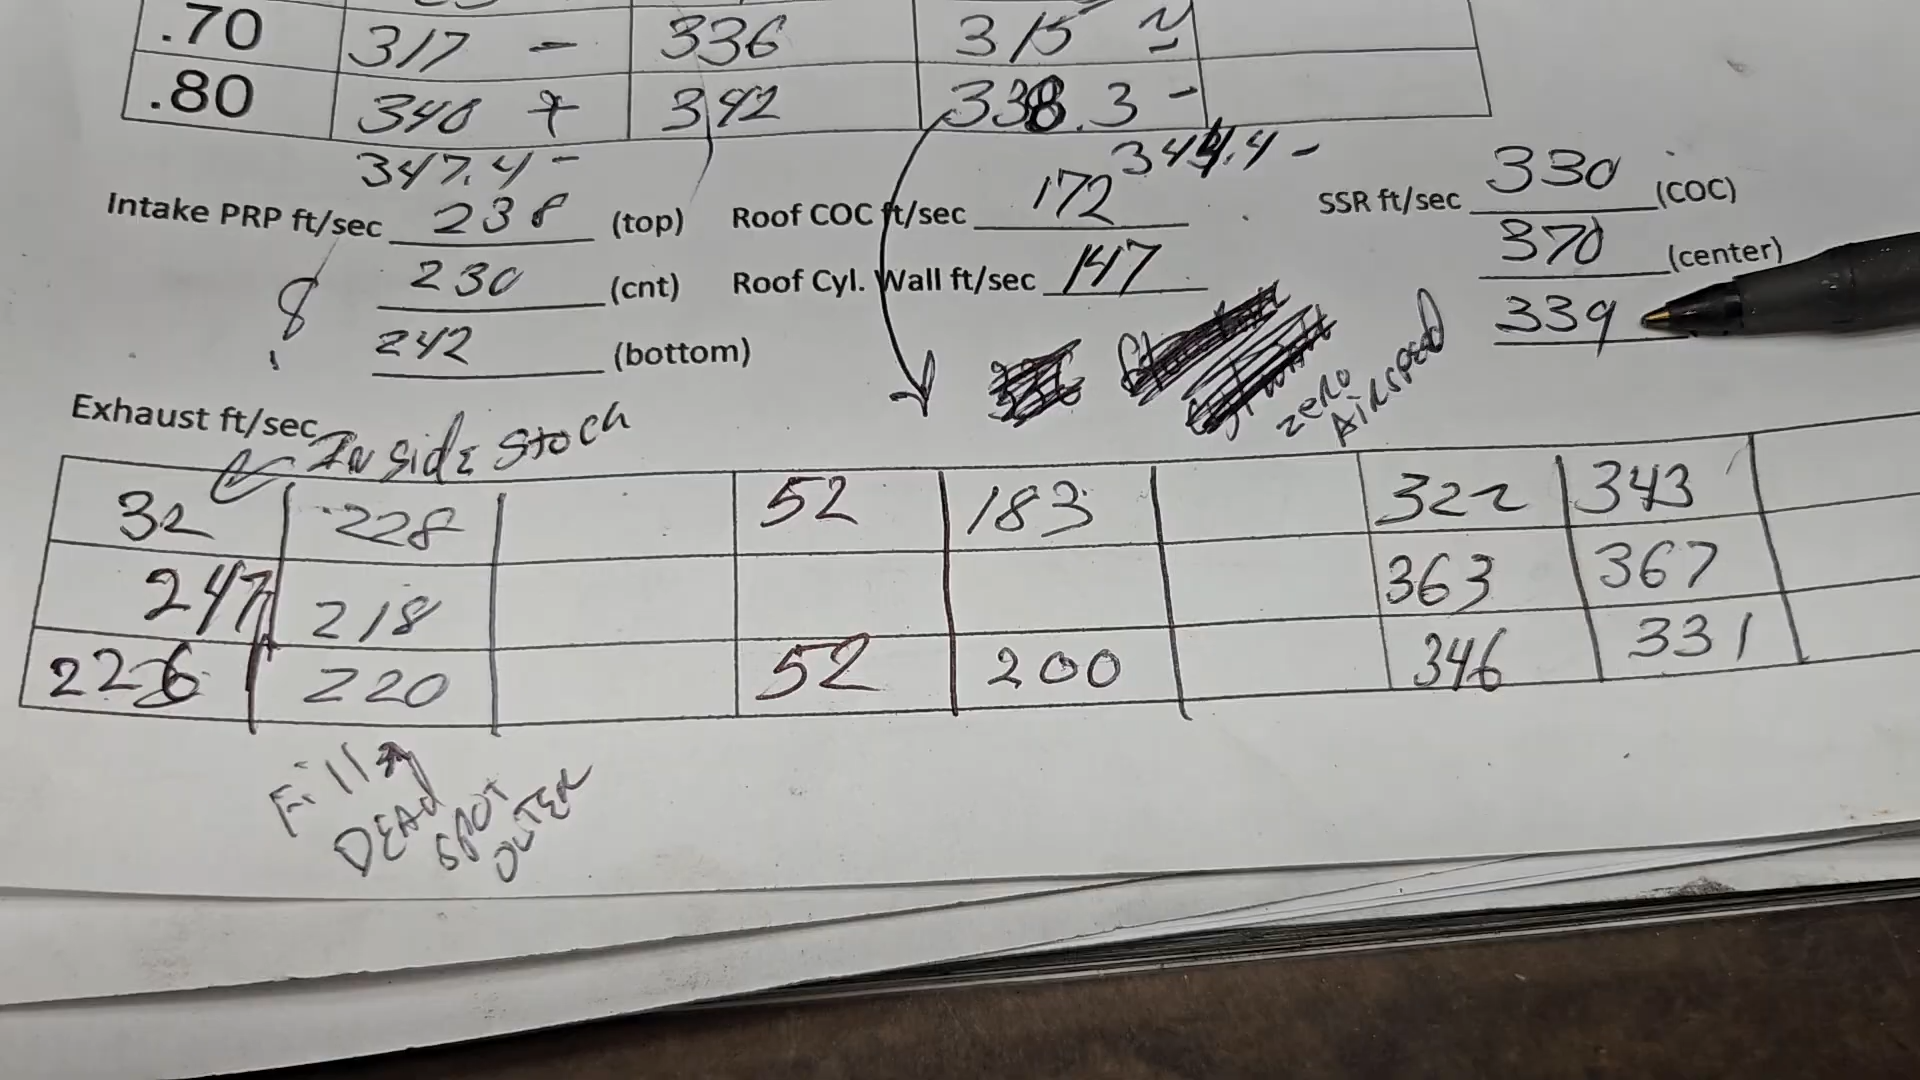 .70 317 - 336 315 ~
.80 340 + 342 338.3 -
347.4 - 344.4 -
Intake PRP ft/sec 238 (top) Roof COC ft/sec 172 SSR ft/sec 330 (COC)
230 (cnt) Roof Cyl. Wall ft/sec 147 370 (center)
8 242 (bottom) 339
zero
Airspeed
Exhaust ft/sec Inside Stock
32 228 52 183 322 343
247 218 363 367
226 220 52 200 346 331
Fill
DEAd
SPOT
OUTER